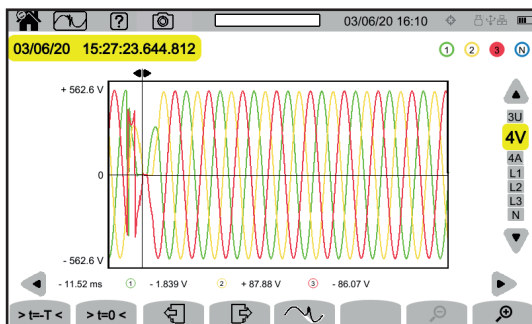 ?
03/06/20 16:10
03/06/20 15:27:23.644.812
1 2 3 N
+ 562.6 V
0
- 562.6 V
3U
4V
4A
L1
L2
L3
N
- 11.52 ms 1 - 1.839 V 2 + 87.88 V 3 - 86.07 V
> t=-T < > t=0 <